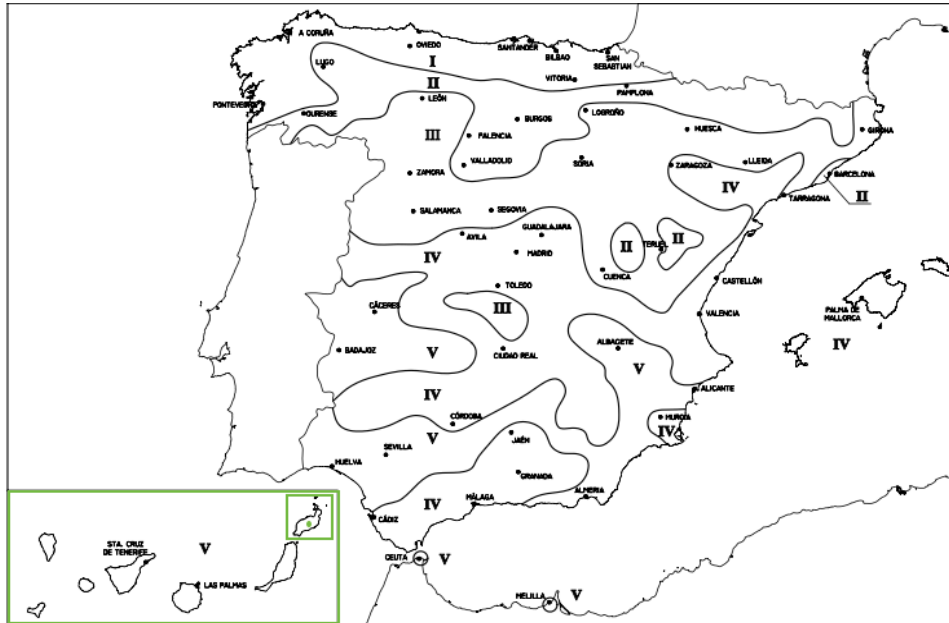 A CORUÑA
OVIEDO
SANTANDER
BILBAO
SAN
SEBASTIAN
LUGO
I
VITORIA
II
PAMPLONA
LEÓN
PONTEVEDRA
OURENSE
LOGROÑO
BURGOS
III
PALENCIA
HUESCA
GIRONA
VALLADOLID
SORIA
ZARAGOZA
LLEIDA
ZAMORA
BARCELONA
IV
TARRAGONA
II
SALAMANCA
SEGOVIA
AVILA
GUADALAJARA
II
II
TERUEL
IV
MADRID
CUENCA
CASTELLÓN
TOLEDO
CÁCERES
III
VALENCIA
PALMA DE
MALLORCA
IV
BADAJOZ
V
CIUDAD REAL
ALBACETE
V
ALICANTE
IV
MURCIA
IV
CÓRDOBA
V
JAÉN
SEVILLA
HUELVA
GRANADA
ALMERIA
IV
MÁLAGA
CÁDIZ
STA. CRUZ
DE TENERIFE
V
CEUTA
V
LAS PALMAS
MELILLA
V